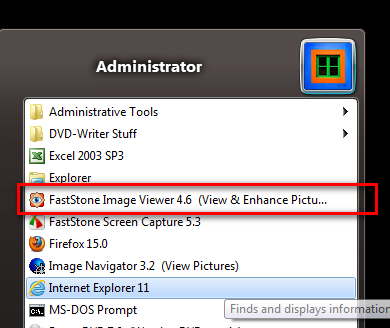 Administrator
Administrative Tools
DVD-Writer Stuff
Excel 2003 SP3
Explorer
FastStone Image Viewer 4.6 (View & Enhance Pictu...
FastStone Screen Capture 5.3
Firefox 15.0
Image Navigator 3.2 (View Pictures)
Internet Explorer 11
MS-DOS Prompt
Finds and displays information